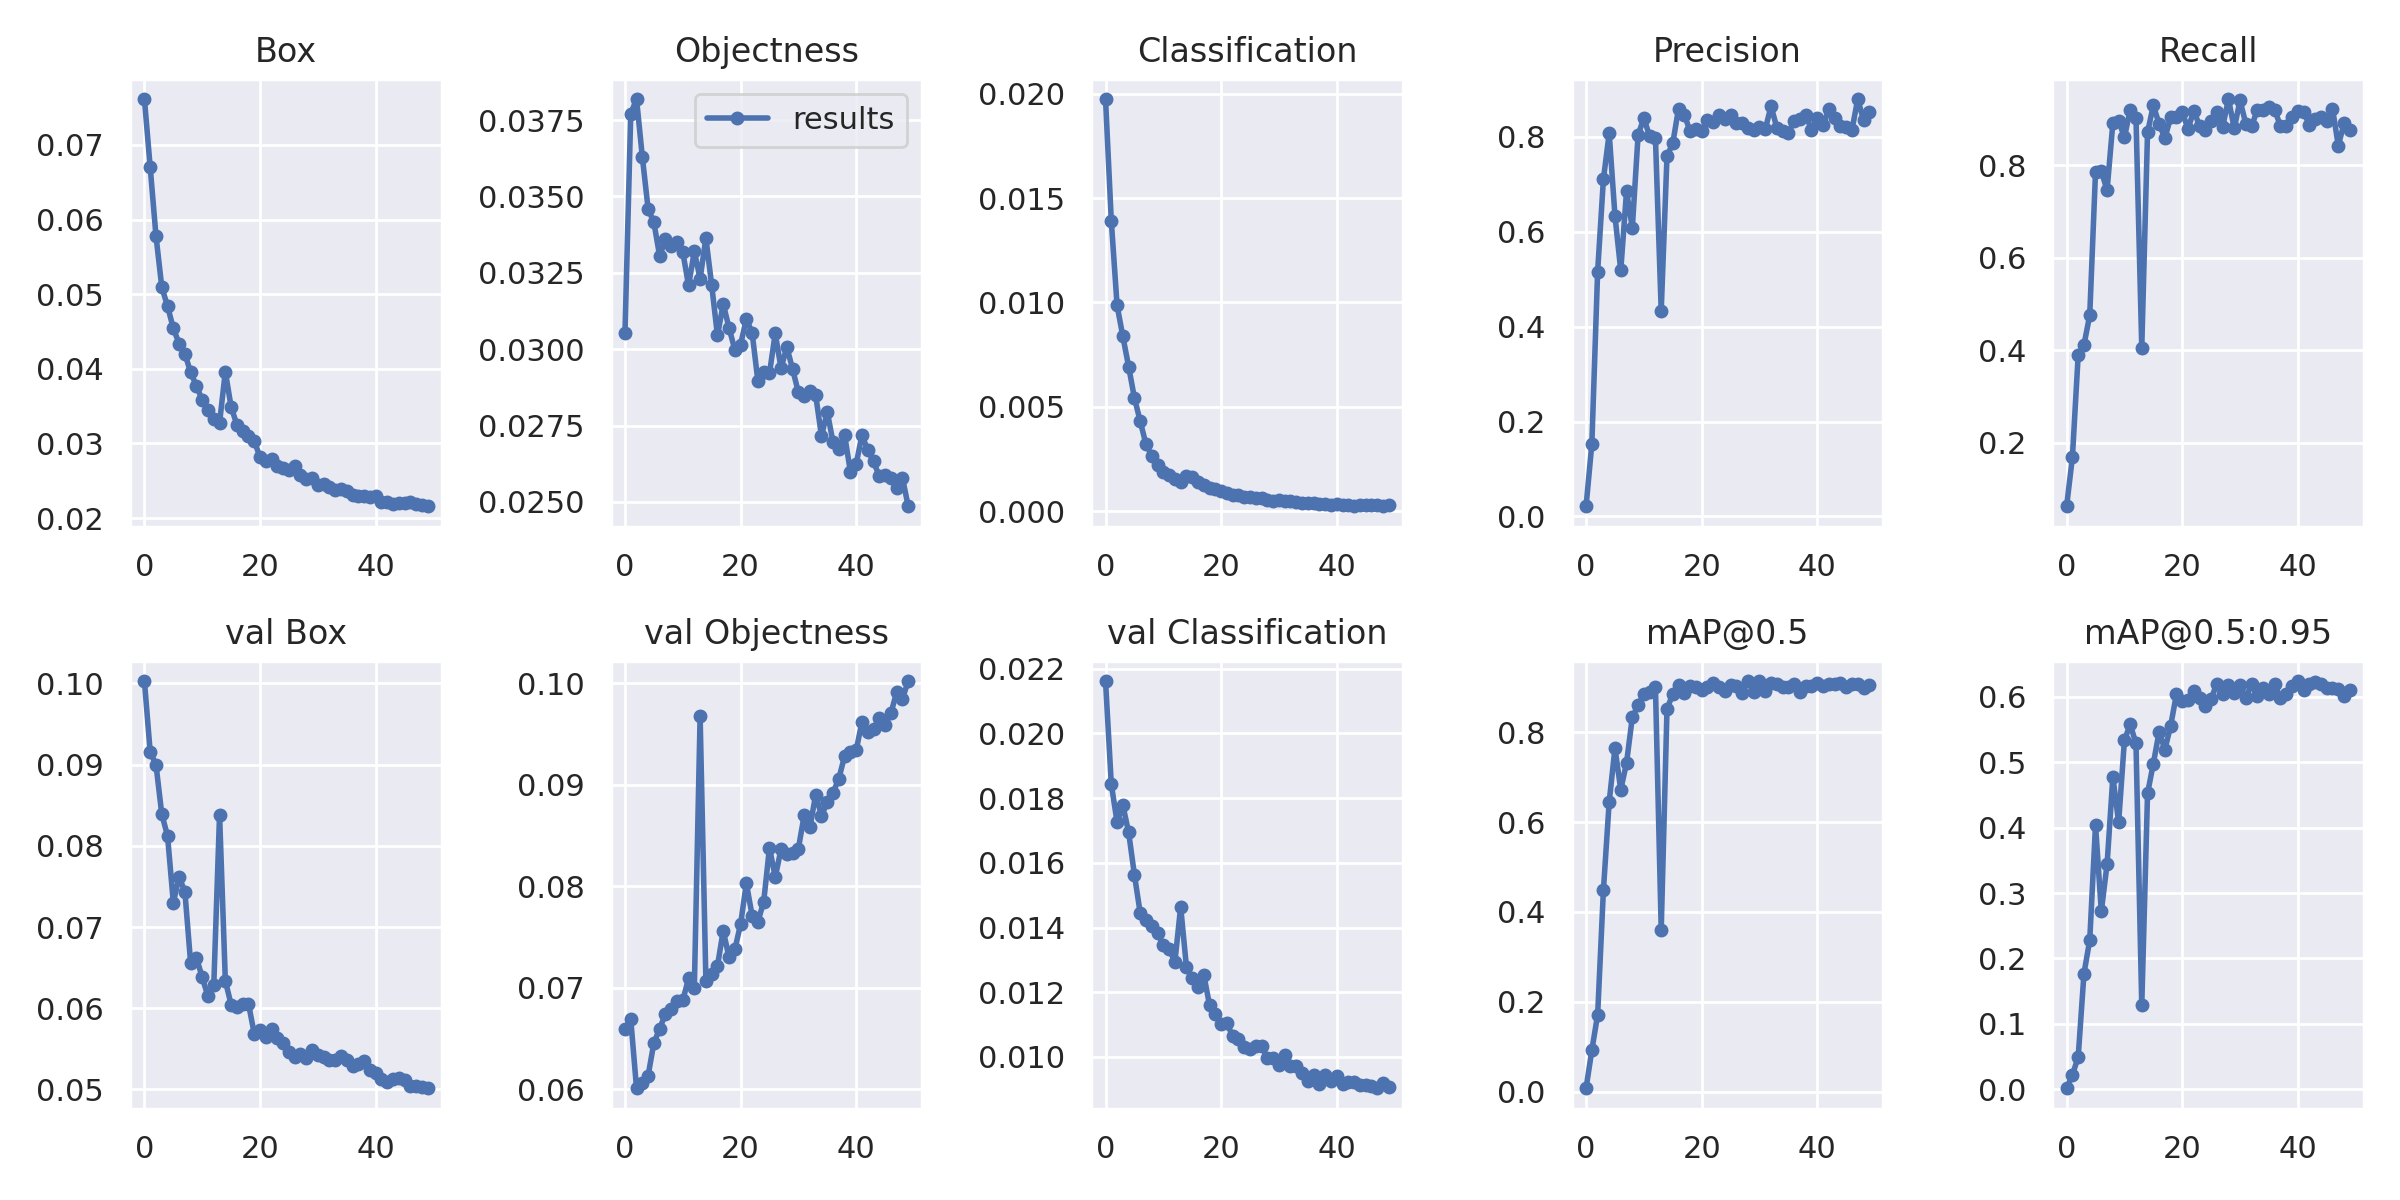 Box
Objectness
Classification
Precision
Recall
results
0.07
0.06
0.05
0.04
0.03
0.02
0 20 40
0.0375
0.0350
0.0325
0.0300
0.0275
0.0250
0 20 40
0.020
0.015
0.010
0.005
0.000
0 20 40
0.8
0.6
0.4
0.2
0.0
0 20 40
0.8
0.6
0.4
0.2
0 20 40
val Box
val Objectness
val Classification
mAP@0.5
mAP@0.5:0.95
0.10
0.09
0.08
0.07
0.06
0.05
0 20 40
0.10
0.09
0.08
0.07
0.06
0 20 40
0.022
0.020
0.018
0.016
0.014
0.012
0.010
0 20 40
0.8
0.6
0.4
0.2
0.0
0 20 40
0.6
0.5
0.4
0.3
0.2
0.1
0.0
0 20 40